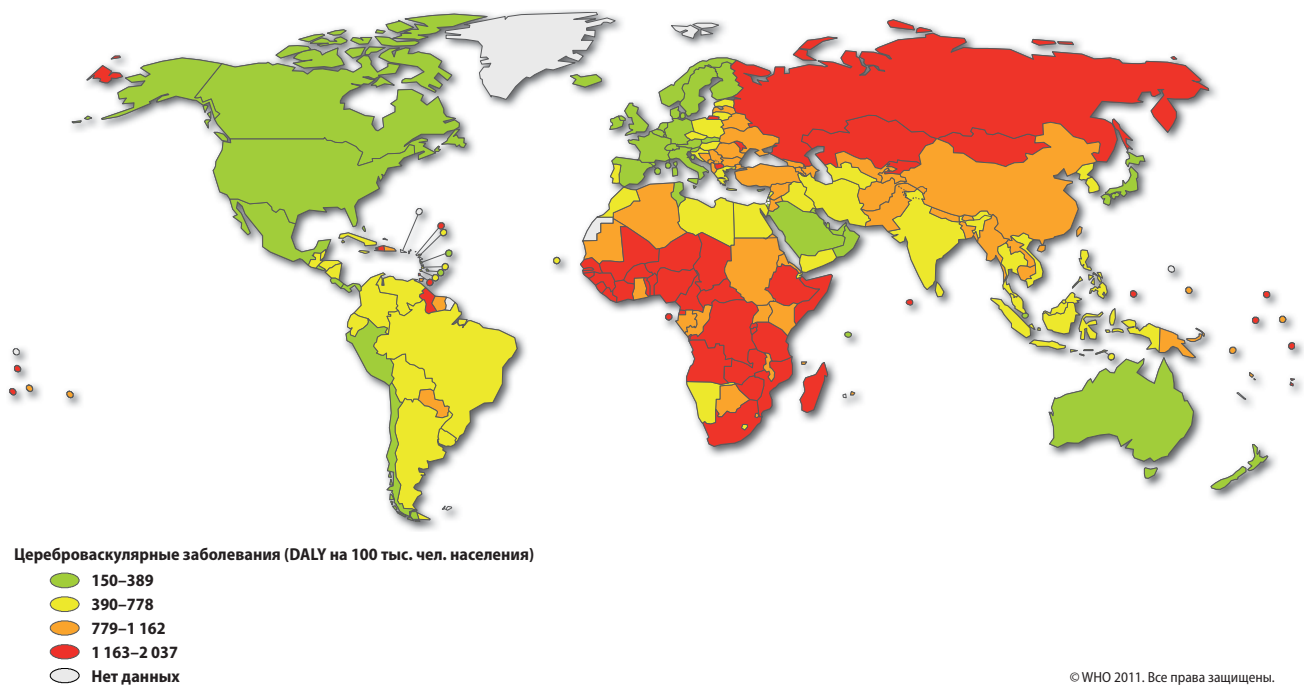 Цереброваскулярные заболевания (DALY на 100 тыс. чел. населения)
150–389
390–778
779–1 162
1 163–2 037
Нет данных
© WHO 2011. Все права защищены.